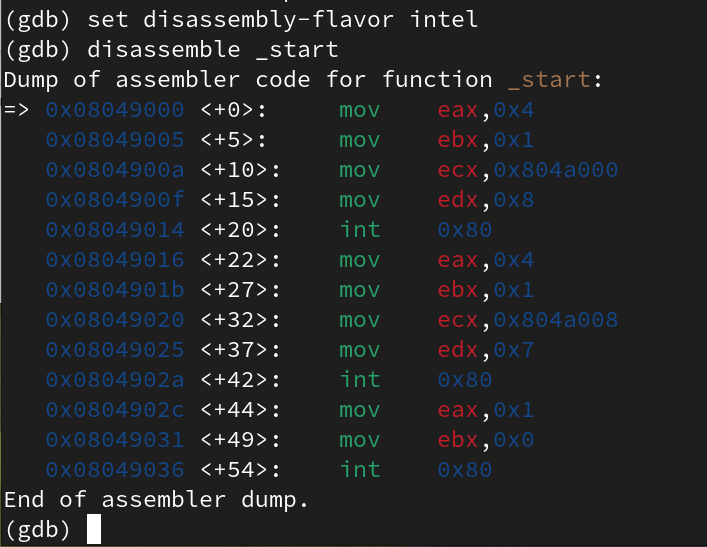 (gdb) set disassembly-flavor intel
(gdb) disassemble _start
Dump of assembler code for function _start:
=> 0x08049000 <+0>:     mov    eax,0x4
   0x08049005 <+5>:     mov    ebx,0x1
   0x0804900a <+10>:    mov    ecx,0x804a000
   0x0804900f <+15>:    mov    edx,0x8
   0x08049014 <+20>:    int    0x80
   0x08049016 <+22>:    mov    eax,0x4
   0x0804901b <+27>:    mov    ebx,0x1
   0x08049020 <+32>:    mov    ecx,0x804a008
   0x08049025 <+37>:    mov    edx,0x7
   0x0804902a <+42>:    int    0x80
   0x0804902c <+44>:    mov    eax,0x1
   0x08049031 <+49>:    mov    ebx,0x0
   0x08049036 <+54>:    int    0x80
End of assembler dump.
(gdb)